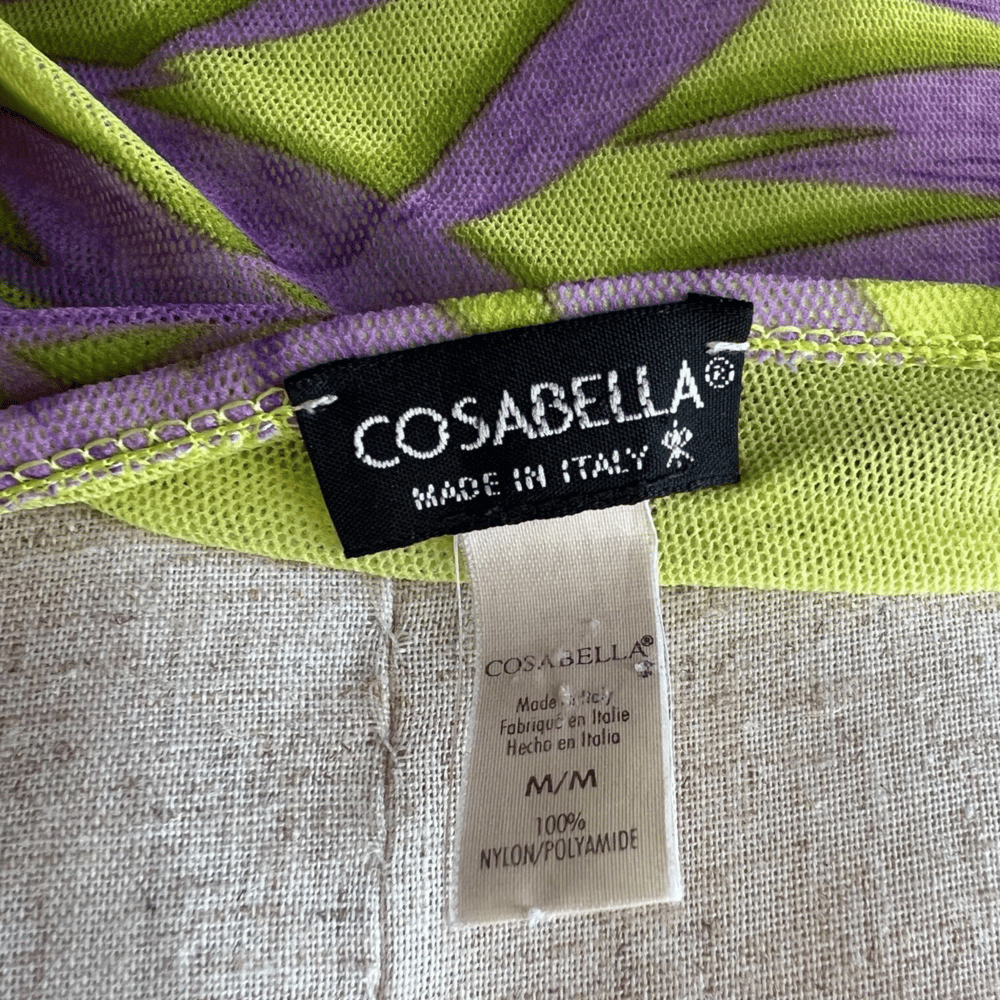 COSABELLA®
MADE IN ITALY
COSABELLA®
Made in Italy
Fabriqué en Italie
Hecho en Italia
M/M
100%
NYLON/POLYAMIDE